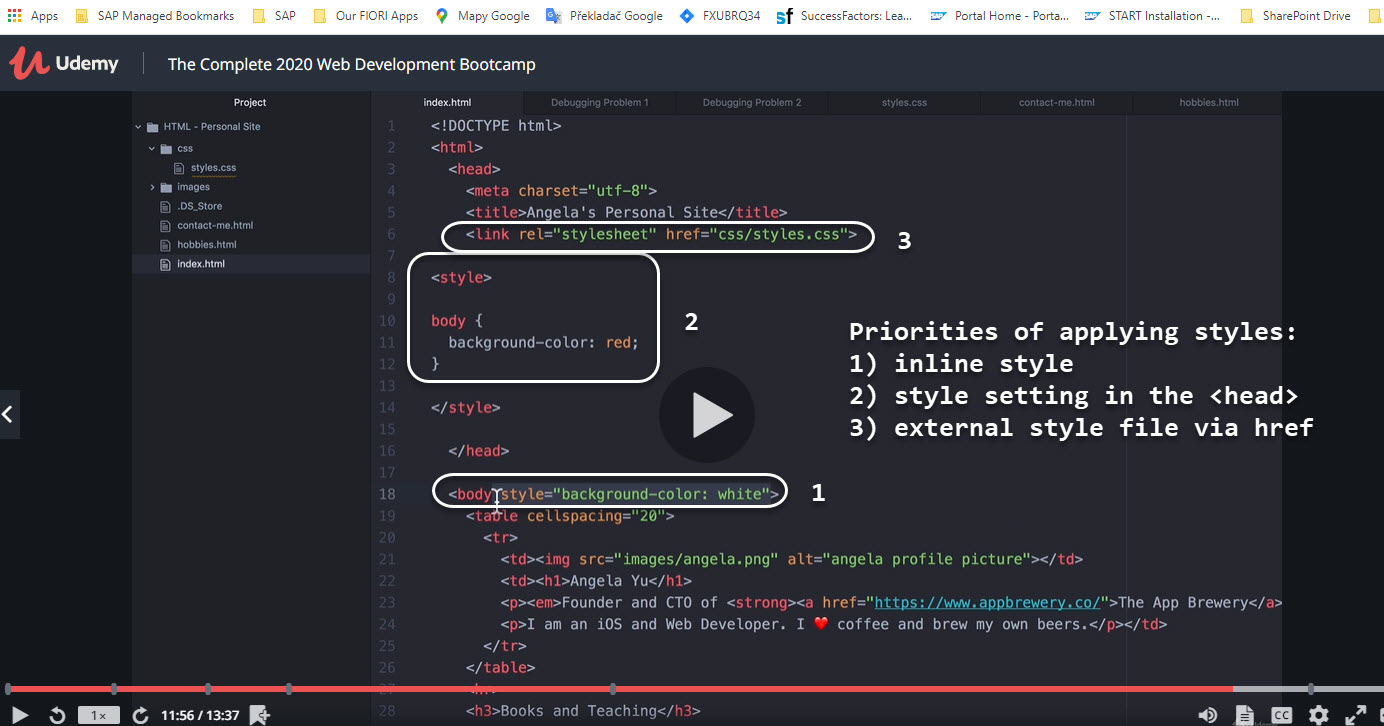 Apps SAP Managed Bookmarks SAP Our FIORI Apps Mapy Google Překladač Google FXUBRQ34 SuccessFactors: Lea... Portal Home - Porta... START Installation -... SharePoint Drive
Udemy The Complete 2020 Web Development Bootcamp
Project index.html Debugging Problem 1 Debugging Problem 2 styles.css contact-me.html hobbies.html
HTML - Personal Site
css
styles.css
images
.DS_Store
contact-me.html
hobbies.html
index.html
1 <!DOCTYPE html>
2 <html>
3 <head>
4 <meta charset="utf-8">
5 <title>Angela's Personal Site</title>
6 <link rel="stylesheet" href="css/styles.css"> 3
7
8 <style>
9
10 body { 2
11 background-color: red;
12 }
13
14 </style>
15
16 </head>
17
18 <body style="background-color: white"> 1
19 <table cellspacing="20">
20 <tr>
21 <td><img src="images/angela.png" alt="angela profile picture"></td>
22 <td><h1>Angela Yu</h1>
23 <p><em>Founder and CTO of <strong><a href="https://www.appbrewery.co/">The App Brewery</a>
24 <p>I am an iOS and Web Developer. I ❤️ coffee and brew my own beers.</p></td>
25 </tr>
26 </table>
27 <hr>
28 <h3>Books and Teaching</h3>
Priorities of applying styles:
1) inline style
2) style setting in the <head>
3) external style file via href
1x 11:56 / 13:37 CC